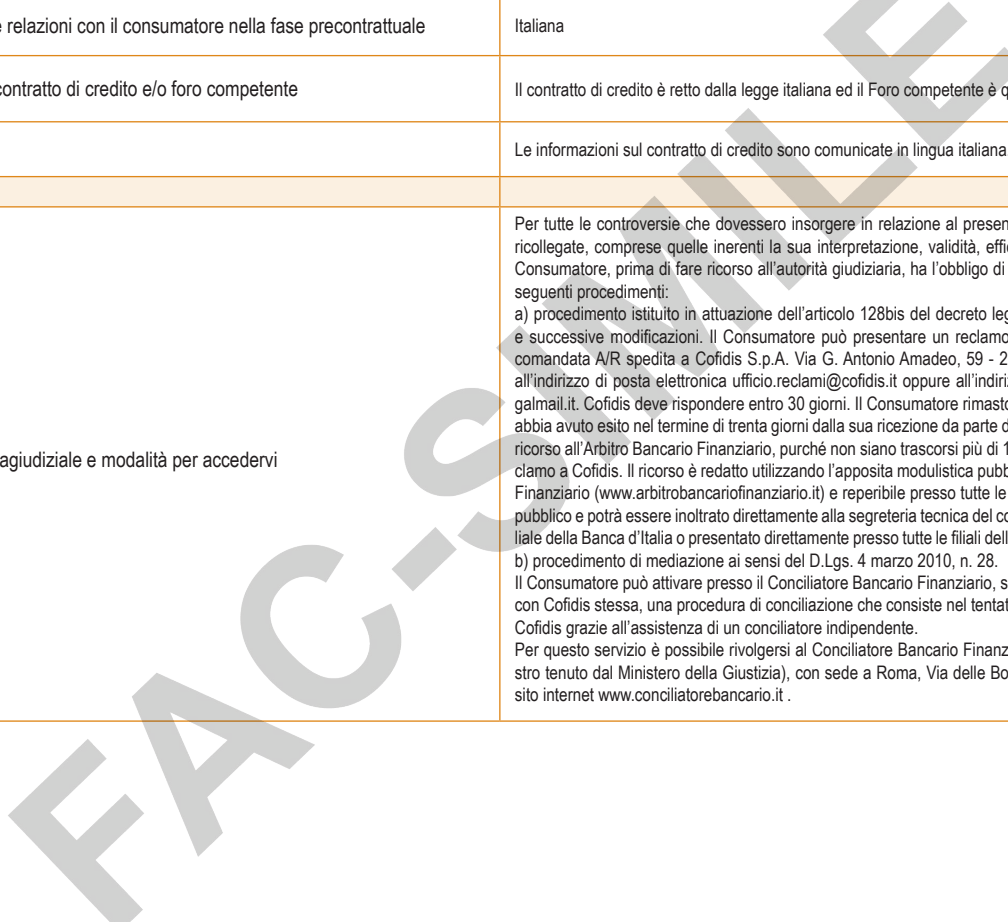 e relazioni con il consumatore nella fase precontrattuale
Italiana
contratto di credito e/o foro competente
Il contratto di credito è retto dalla legge italiana ed il Foro competente è q
Le informazioni sul contratto di credito sono comunicate in lingua italiana
agiudiziale e modalità per accedervi
Per tutte le controversie che dovessero insorgere in relazione al presen
ricollegate, comprese quelle inerenti la sua interpretazione, validità, effi
Consumatore, prima di fare ricorso all'autorità giudiziaria, ha l'obbligo di
seguenti procedimenti:
a) procedimento istituito in attuazione dell'articolo 128bis del decreto leg
e successive modificazioni. Il Consumatore può presentare un reclamo
comandata A/R spedita a Cofidis S.p.A. Via G. Antonio Amadeo, 59 - 2
all'indirizzo di posta elettronica ufficio.reclami@cofidis.it oppure all'indiri
galmail.it. Cofidis deve rispondere entro 30 giorni. Il Consumatore rimasto
abbia avuto esito nel termine di trenta giorni dalla sua ricezione da parte d
ricorso all'Arbitro Bancario Finanziario, purché non siano trascorsi più di 1
clamo a Cofidis. Il ricorso è redatto utilizzando l'apposita modulistica pubb
Finanziario (www.arbitrobancariofinanziario.it) e reperibile presso tutte le
pubblico e potrà essere inoltrato direttamente alla segreteria tecnica del co
liale della Banca d'Italia o presentato direttamente presso tutte le filiali dell
b) procedimento di mediazione ai sensi del D.Lgs. 4 marzo 2010, n. 28.
Il Consumatore può attivare presso il Conciliatore Bancario Finanziario, s
con Cofidis stessa, una procedura di conciliazione che consiste nel tentat
Cofidis grazie all'assistenza di un conciliatore indipendente.
Per questo servizio è possibile rivolgersi al Conciliatore Bancario Finanz
stro tenuto dal Ministero della Giustizia), con sede a Roma, Via delle Bo
sito internet www.conciliatorebancario.it .
FAC-SIMILE